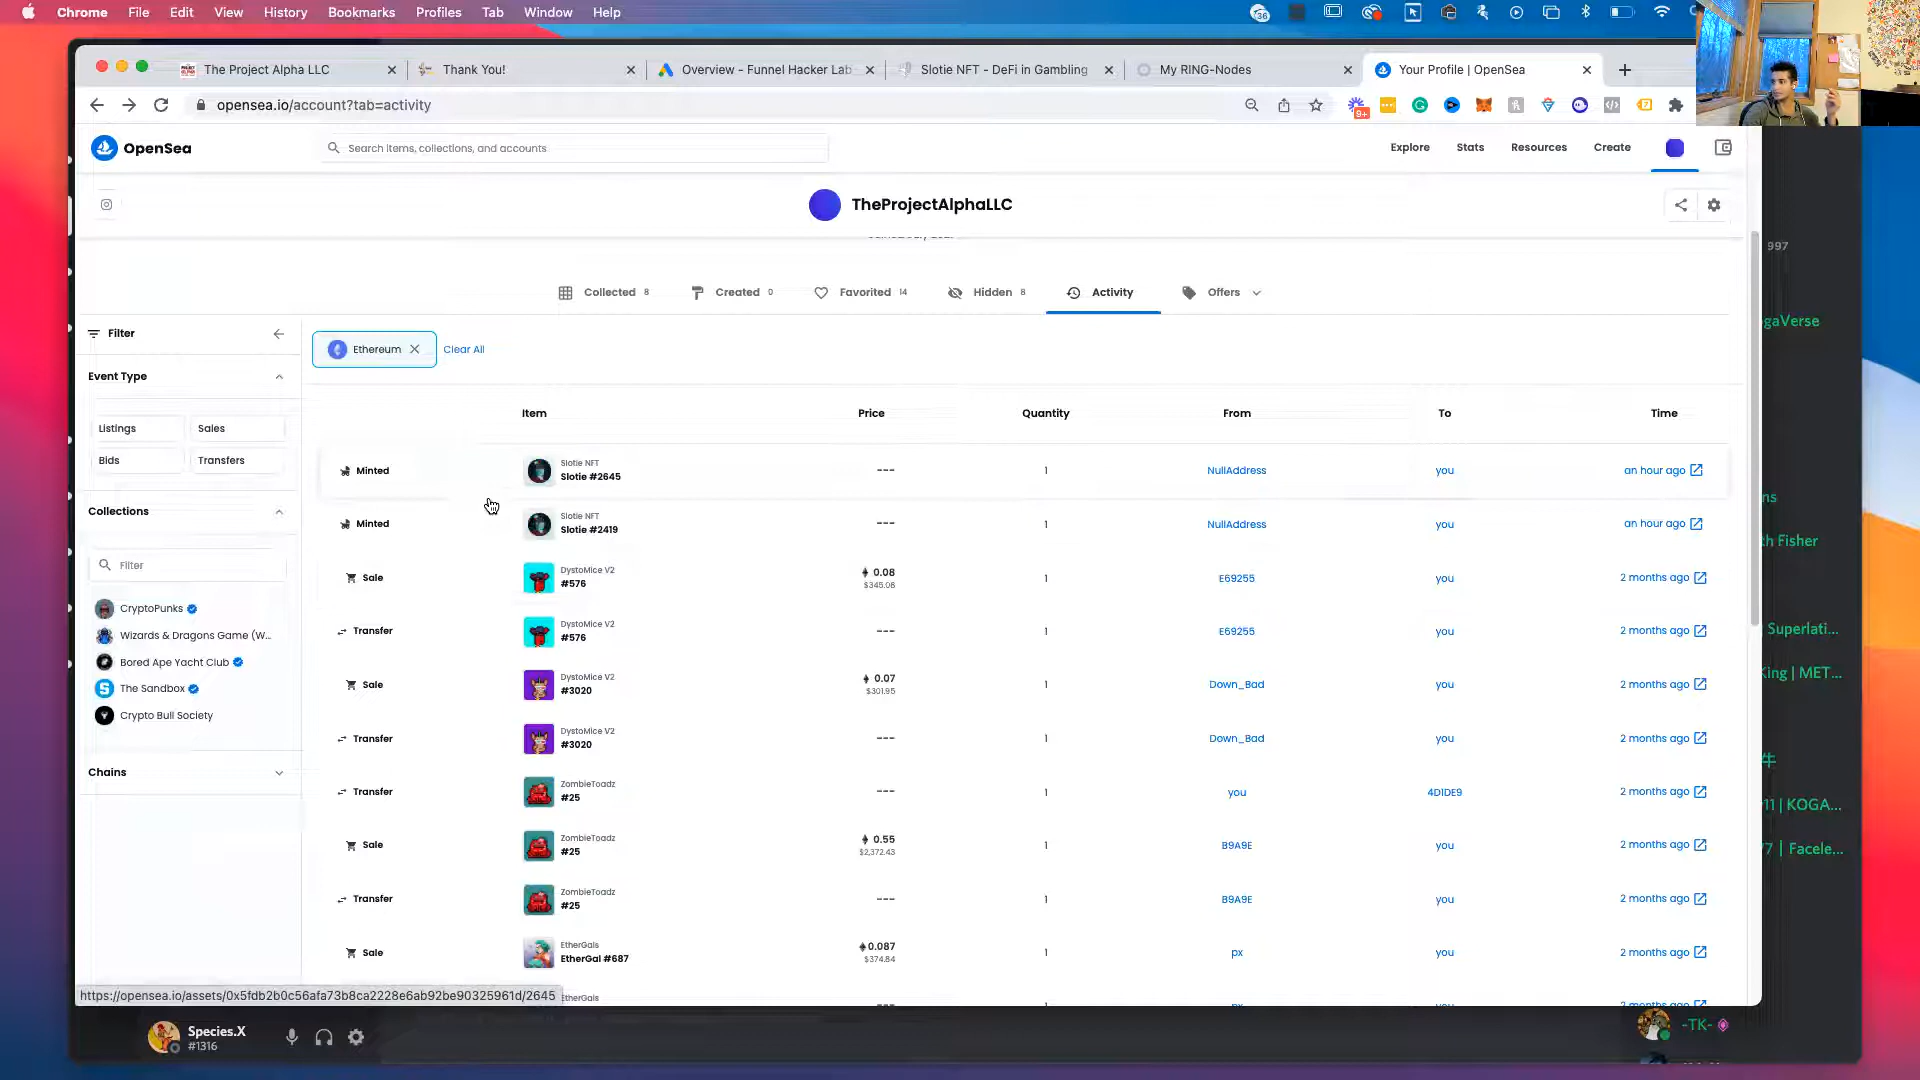 Chrome File Edit View History Bookmarks Profiles Tab Window Help
36
The Project Alpha LLC
Thank You!
Overview - Funnel Hacker Lab
Slotie NFT - DeFi in Gambling
My RING-Nodes
Your Profile | OpenSea
opensea.io/account?tab=activity
9+
OpenSea
Search items, collections, and accounts
Explore Stats Resources Create
TheProjectAlphaLLC
997
Collected 8
Created 0
Favorited 14
Hidden 8
Activity
Offers
Filter
Ethereum
Clear All
gaVerse
Event Type
Listings Sales
Bids Transfers
Collections
Filter
CryptoPunks
Wizards & Dragons Game (W...
Bored Ape Yacht Club
The Sandbox
Crypto Bull Society
Chains
Item Price Quantity From To Time
Minted Slotie NFT Slotie #2645 --- 1 NullAddress you an hour ago
Minted Slotie NFT Slotie #2419 --- 1 NullAddress you an hour ago
Sale DystoMice V2 #576 0.08 $345.08 1 E69255 you 2 months ago
Transfer DystoMice V2 #576 --- 1 E69255 you 2 months ago
Sale DystoMice V2 #3020 0.07 $301.95 1 Down_Bad you 2 months ago
Transfer DystoMice V2 #3020 --- 1 Down_Bad you 2 months ago
Transfer ZombieToadz #25 --- 1 you 4D1DE9 2 months ago
Sale ZombieToadz #25 0.55 $2,372.43 1 B9A9E you 2 months ago
Transfer ZombieToadz #25 --- 1 B9A9E you 2 months ago
Sale EtherGals EtherGal #687 0.087 $374.84 1 px you 2 months ago
EtherGals
ns
th Fisher
Superlati...
King | MET...
牛
11 | KOGA...
7 | Facele...
https://opensea.io/assets/0x5fdb2b0c56afa73b8ca2228e6ab92be90325961d/2645
Species.X
#1316
-TK-